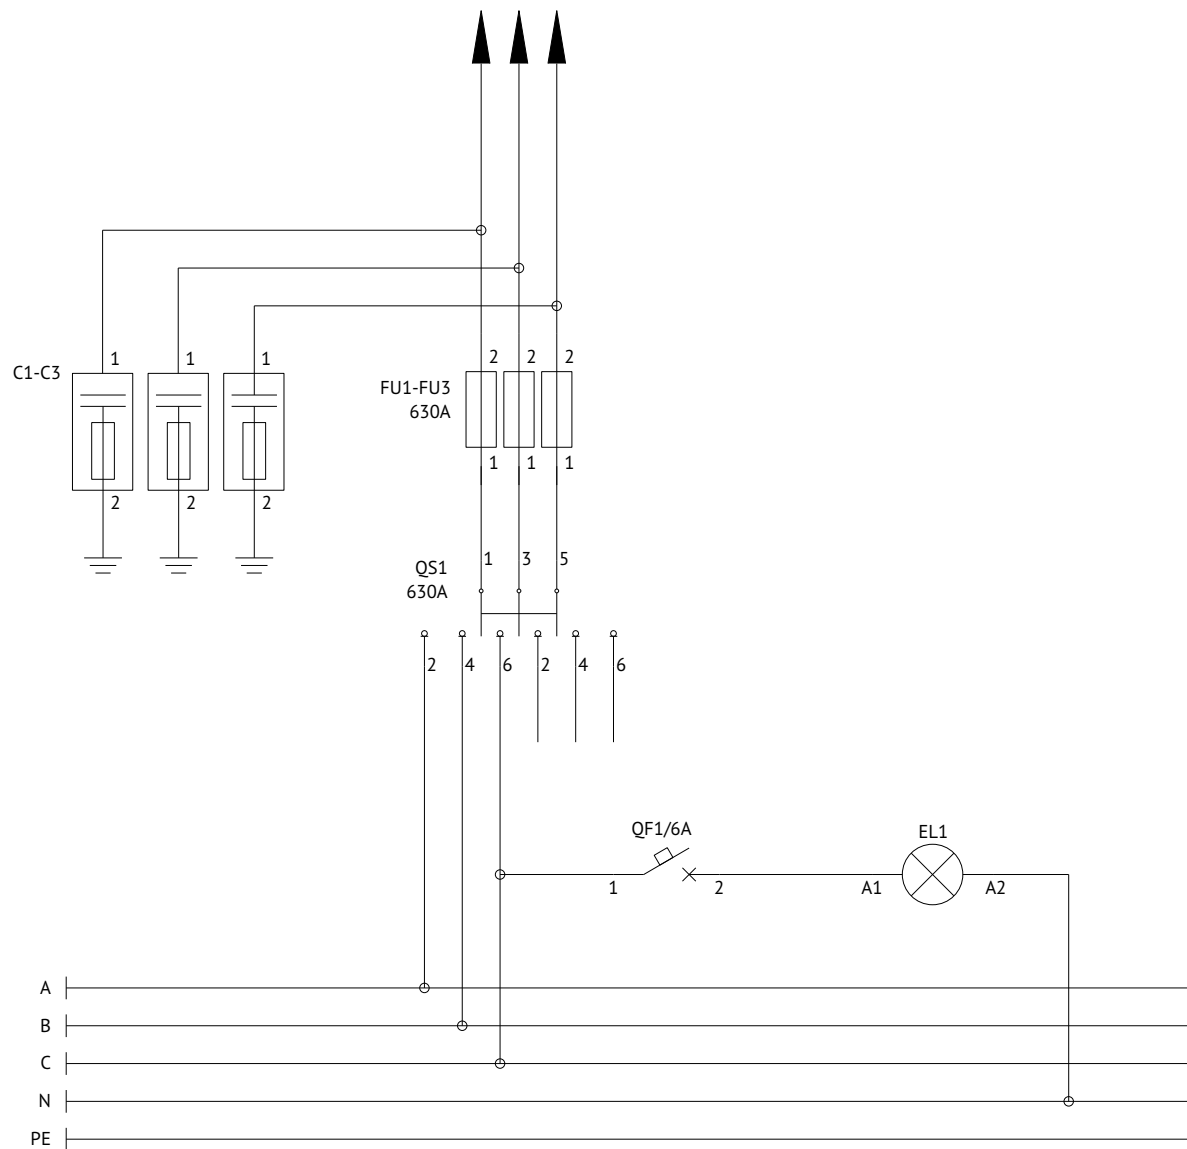 1 1 1
C1-C3
2 2 2
2 2 2
FU1-FU3
630A
1 1 1
1 3 5
QS1
630A
2 4 6 2 4 6
QF1/6A
1 2
EL1
A1 A2
A
B
C
N
PE